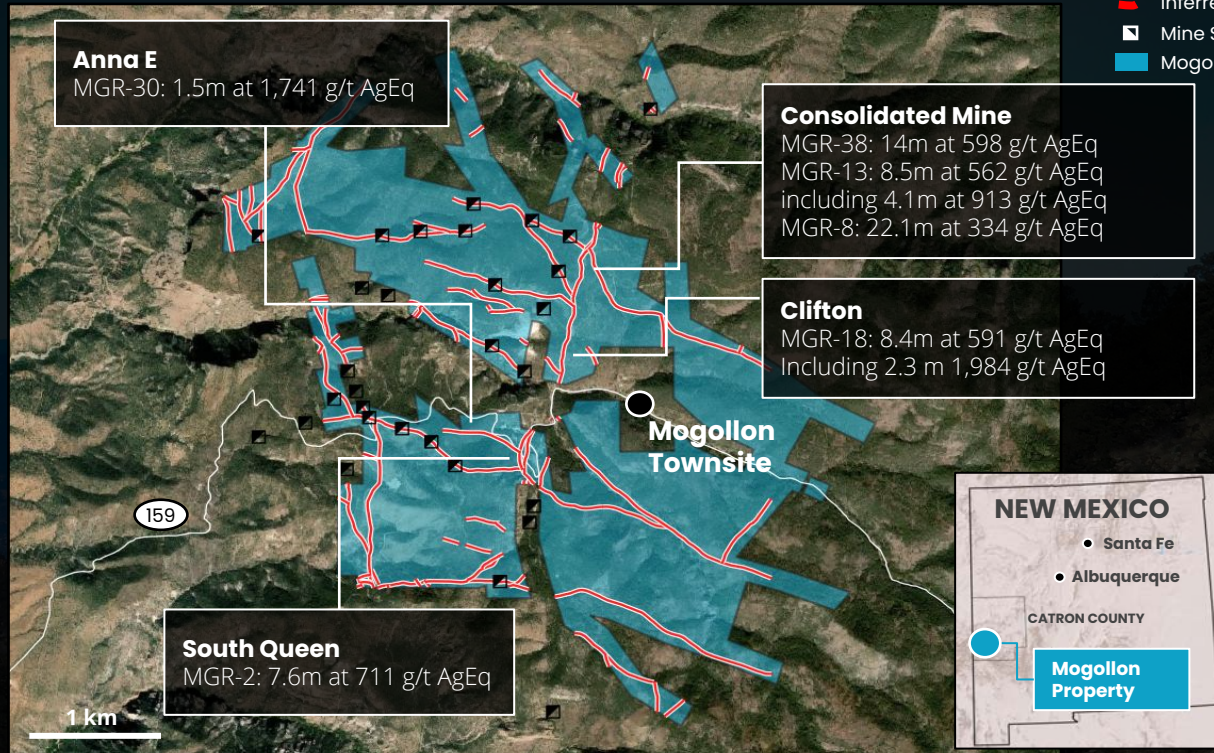 Inferre
Mine S
Mogo
Anna E
MGR-30: 1.5m at 1,741 g/t AgEq
Consolidated Mine
MGR-38: 14m at 598 g/t AgEq
MGR-13: 8.5m at 562 g/t AgEq
including 4.1m at 913 g/t AgEq
MGR-8: 22.1m at 334 g/t AgEq
Clifton
MGR-18: 8.4m at 591 g/t AgEq
Including 2.3 m 1,984 g/t AgEq
Mogollon
Townsite
159
South Queen
MGR-2: 7.6m at 711 g/t AgEq
1 km
NEW MEXICO
Santa Fe
Albuquerque
CATRON COUNTY
Mogollon
Property